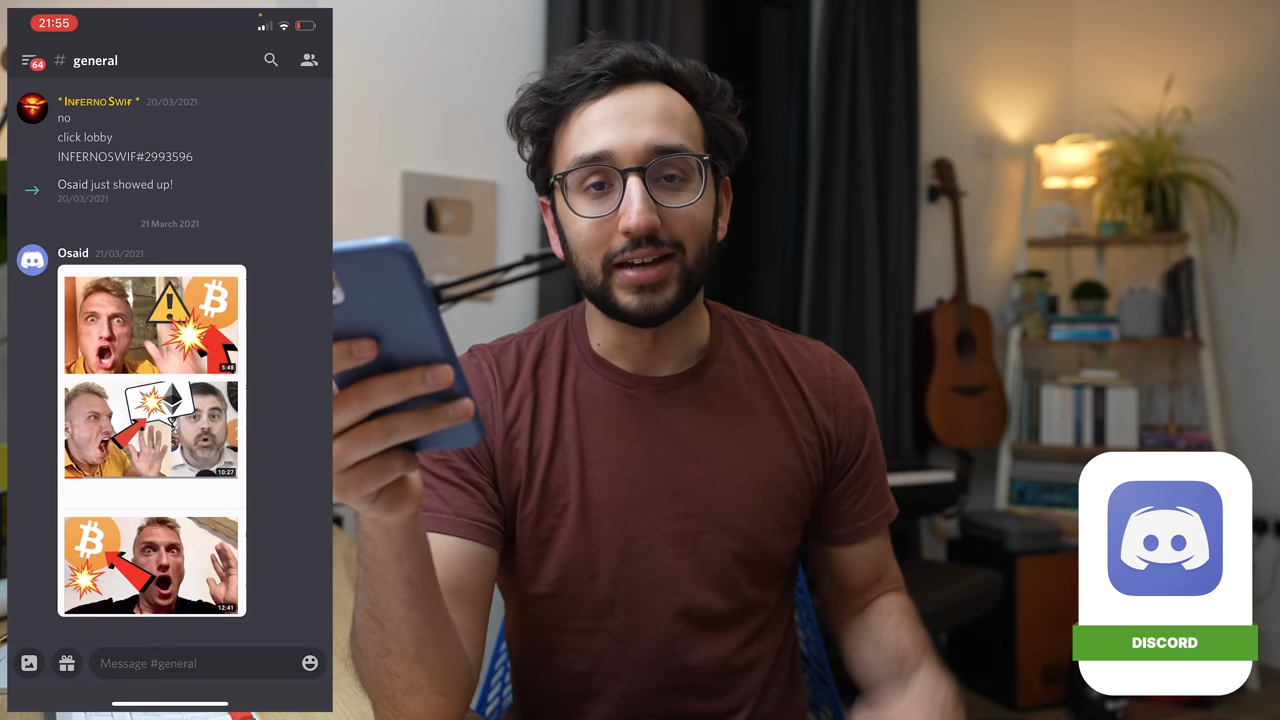 21:55
64
# general
* INFERNO SWIF * 20/03/2021
no
click lobby
INFERNOSWIF#2993596
Osaid just showed up!
20/03/2021
21 March 2021
Osaid 21/03/2021
5:48
10:27
12:41
Message #general
DISCORD